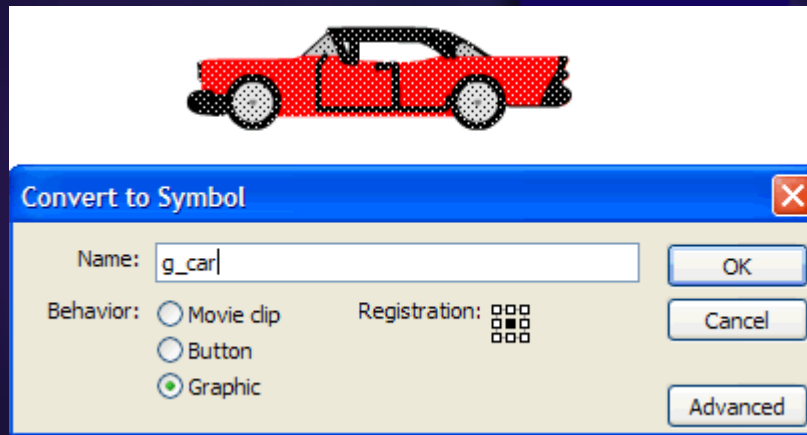 Convert to Symbol
Name: g_car OK
Behavior: Movie clip Registration: Cancel
Button
Graphic
Advanced